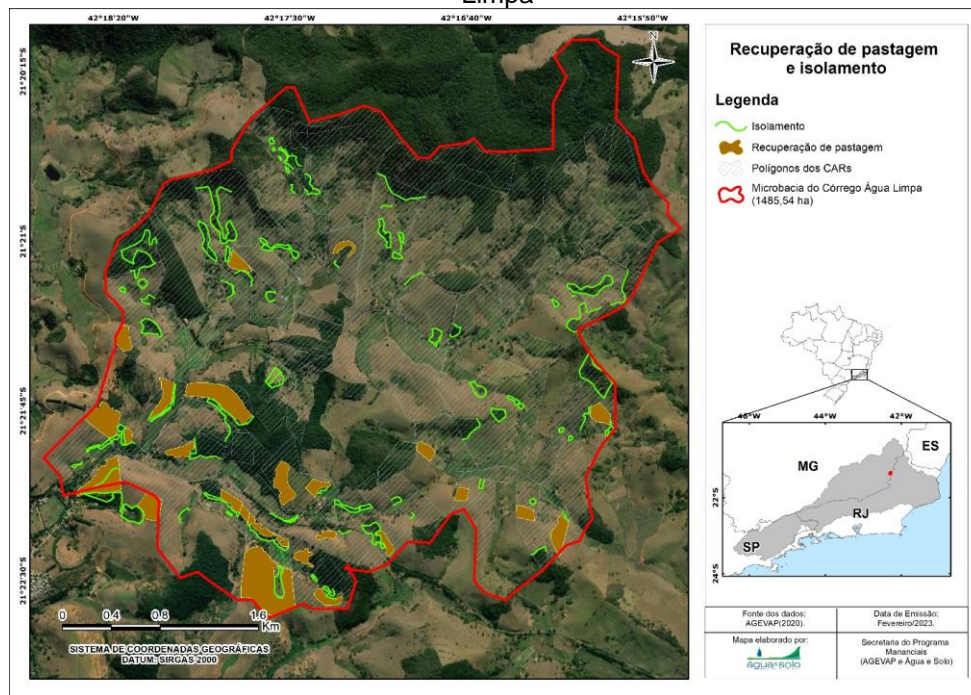 Limpa
42°18'20"W
42°17'30"W
42°16'40"W
42°15'50"W
21°20'15"S
21°21'S
21°21'45"S
21°22'30"S
N
0 0.4 0.8 1.6
Km
SISTEMA DE COORDENADAS GEOGRÁFICAS
DATUM: SIRGAS 2000
Recuperação de pastagem
e isolamento
Legenda
Isolamento
Recuperação de pastagem
Polígonos dos CARs
Microbacia do Córrego Água Limpa
(1485,54 ha)
46°W
44°W
42°W
22°S
24°S
MG
ES
RJ
SP
Fonte dos dados:
AGEVAP(2020).
Data de Emissão:
Fevereiro/2023.
Mapa elaborado por:
água e solo
Secretaria do Programa
Mananciais
(AGEVAP e Água e Solo)